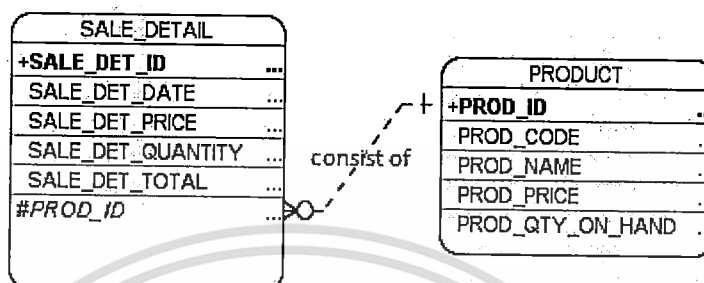 SALE_DETAIL
+SALE_DET_ID ...
SALE_DET_DATE ...
SALE_DET_PRICE ...
SALE_DET_QUANTITY ...
SALE_DET_TOTAL ...
#PROD_ID ...
consist of
PRODUCT
+PROD_ID ..
PROD_CODE .
PROD_NAME .
PROD_PRICE .
PROD_QTY_ON_HAND .